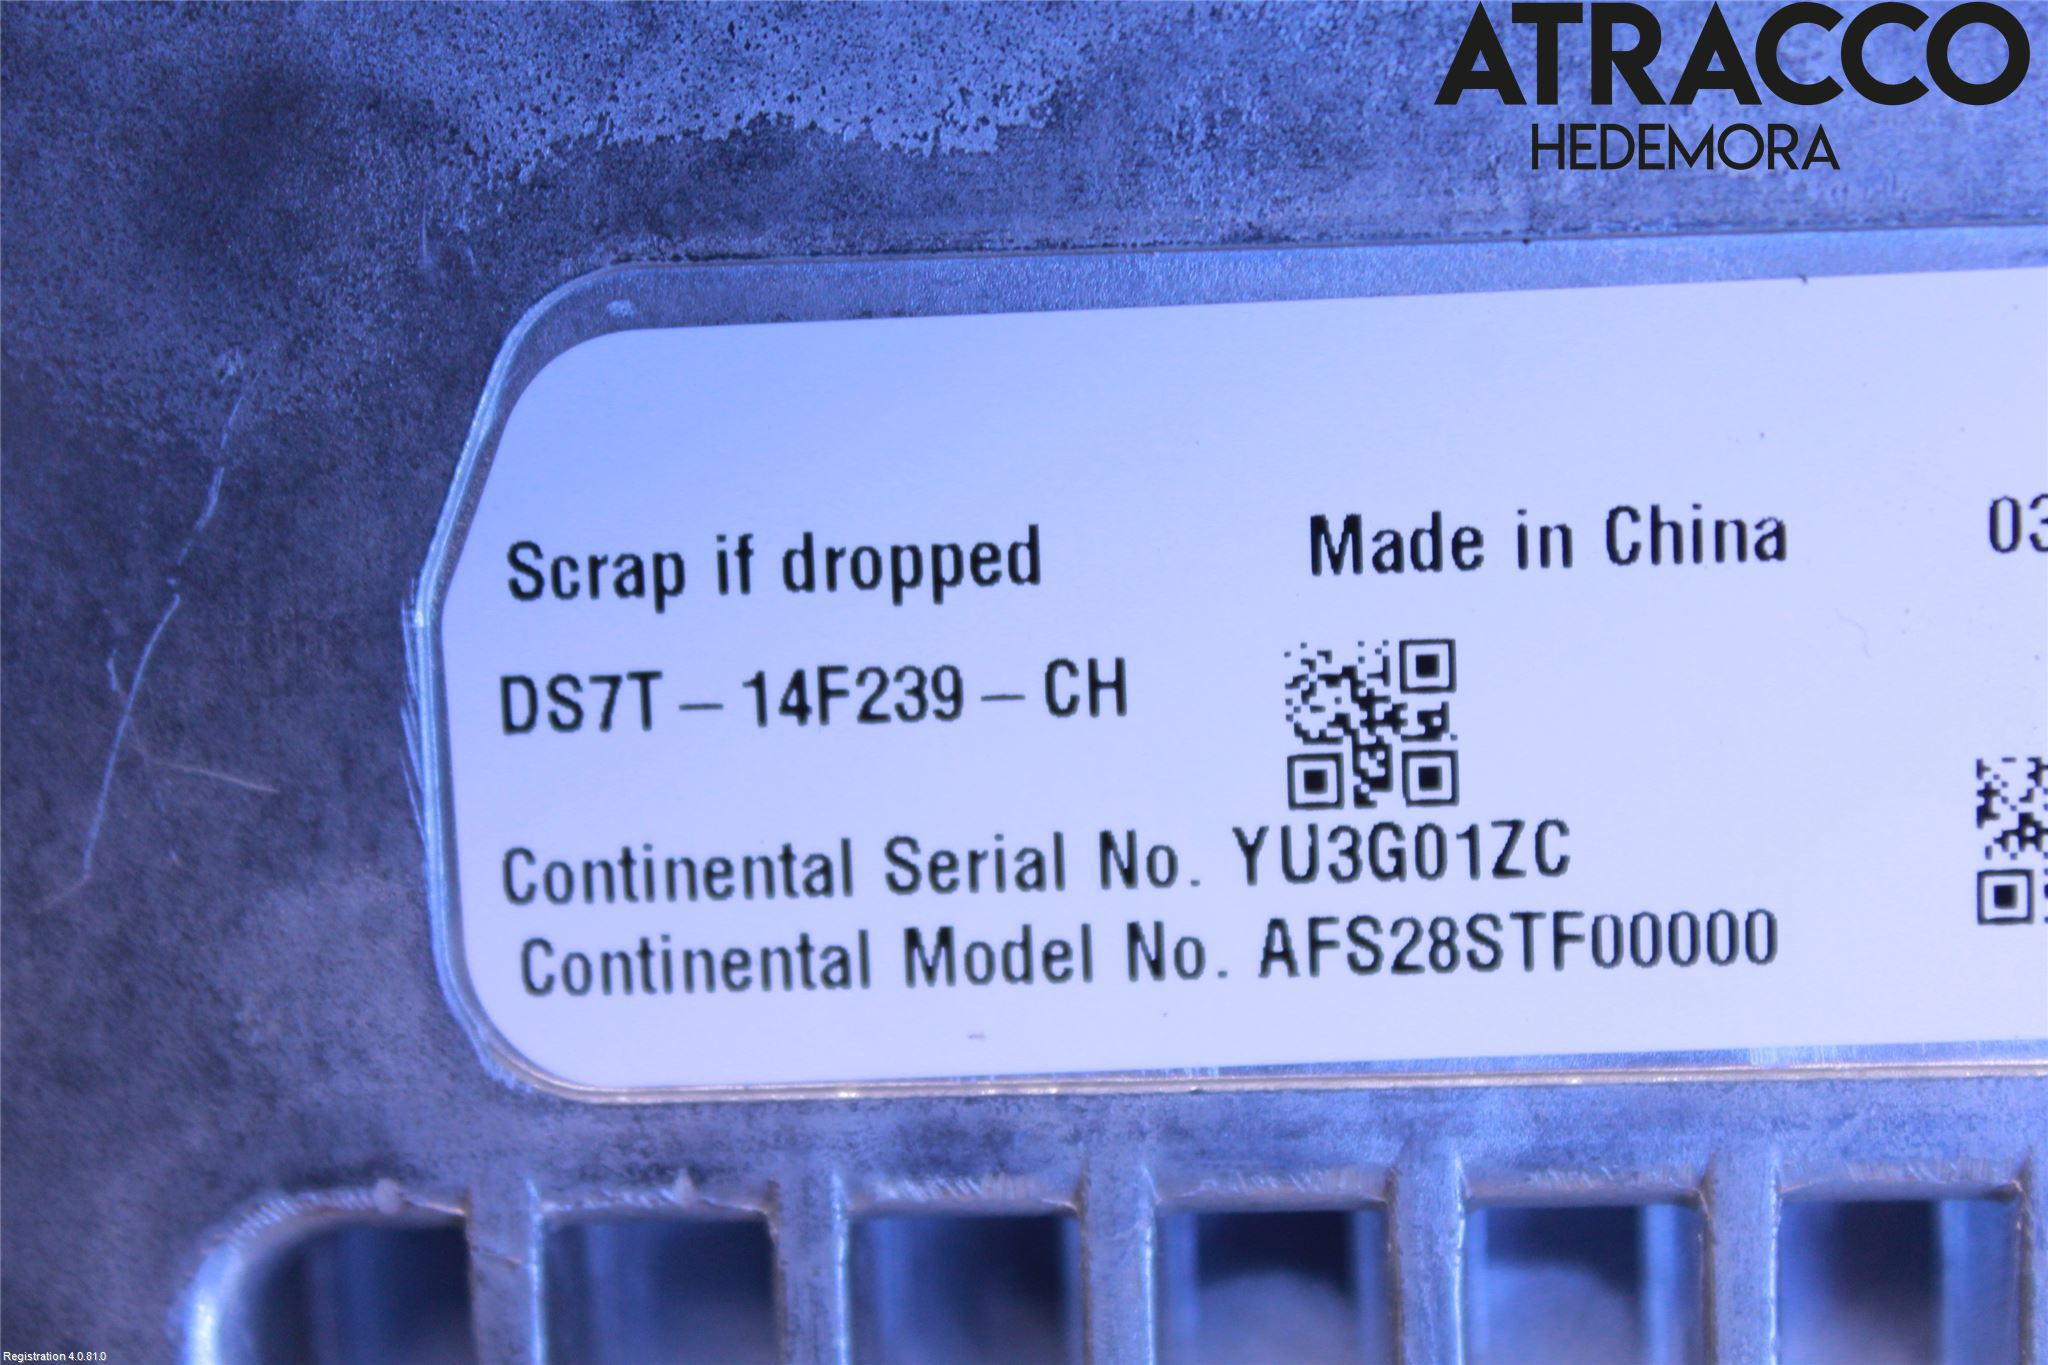 ATRACCO
HEDEMORA
Scrap if dropped
Made in China
03
DS7T-14F239-CH
Continental Serial No. YU3G01ZC
Continental Model No. AFS28STF00000
Registration 4.0.81.0